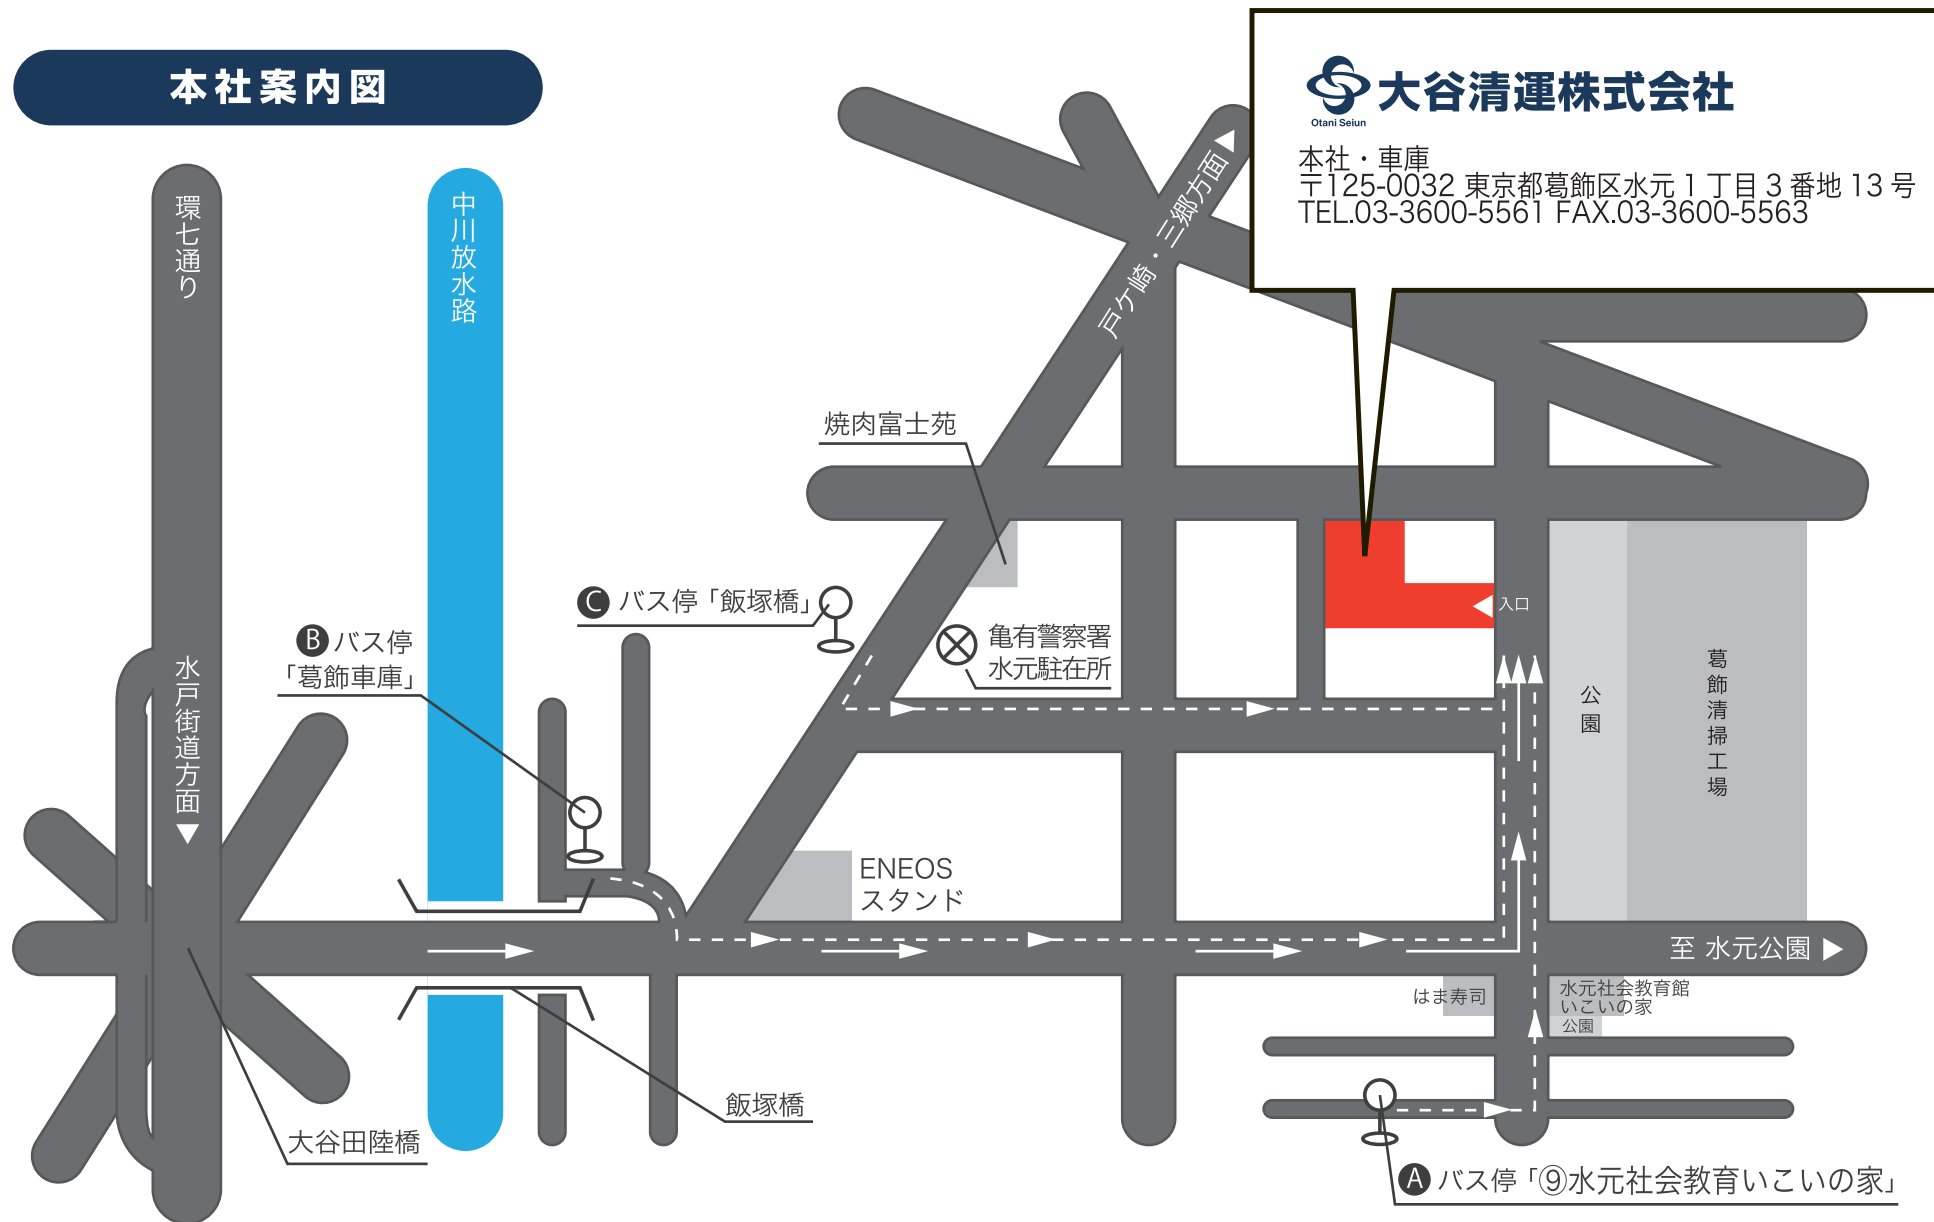 本社案内図
大谷清運株式会社
Otani Seiun
本社・車庫
〒125-0032 東京都葛飾区水元1丁目3番地13号
TEL.03-3600-5561 FAX.03-3600-5563
環七通り
中川放水路
戸ケ崎・三郷方面▲
焼肉富士苑
C バス停「飯塚橋」
入口
B バス停
「葛飾車庫」
亀有警察署
水元駐在所
水戸街道方面▼
公園
葛飾清掃工場
ENEOS
スタンド
至 水元公園 ▶
はま寿司
水元社会教育館
いこいの家
公園
飯塚橋
大谷田陸橋
A バス停「⑨水元社会教育いこいの家」